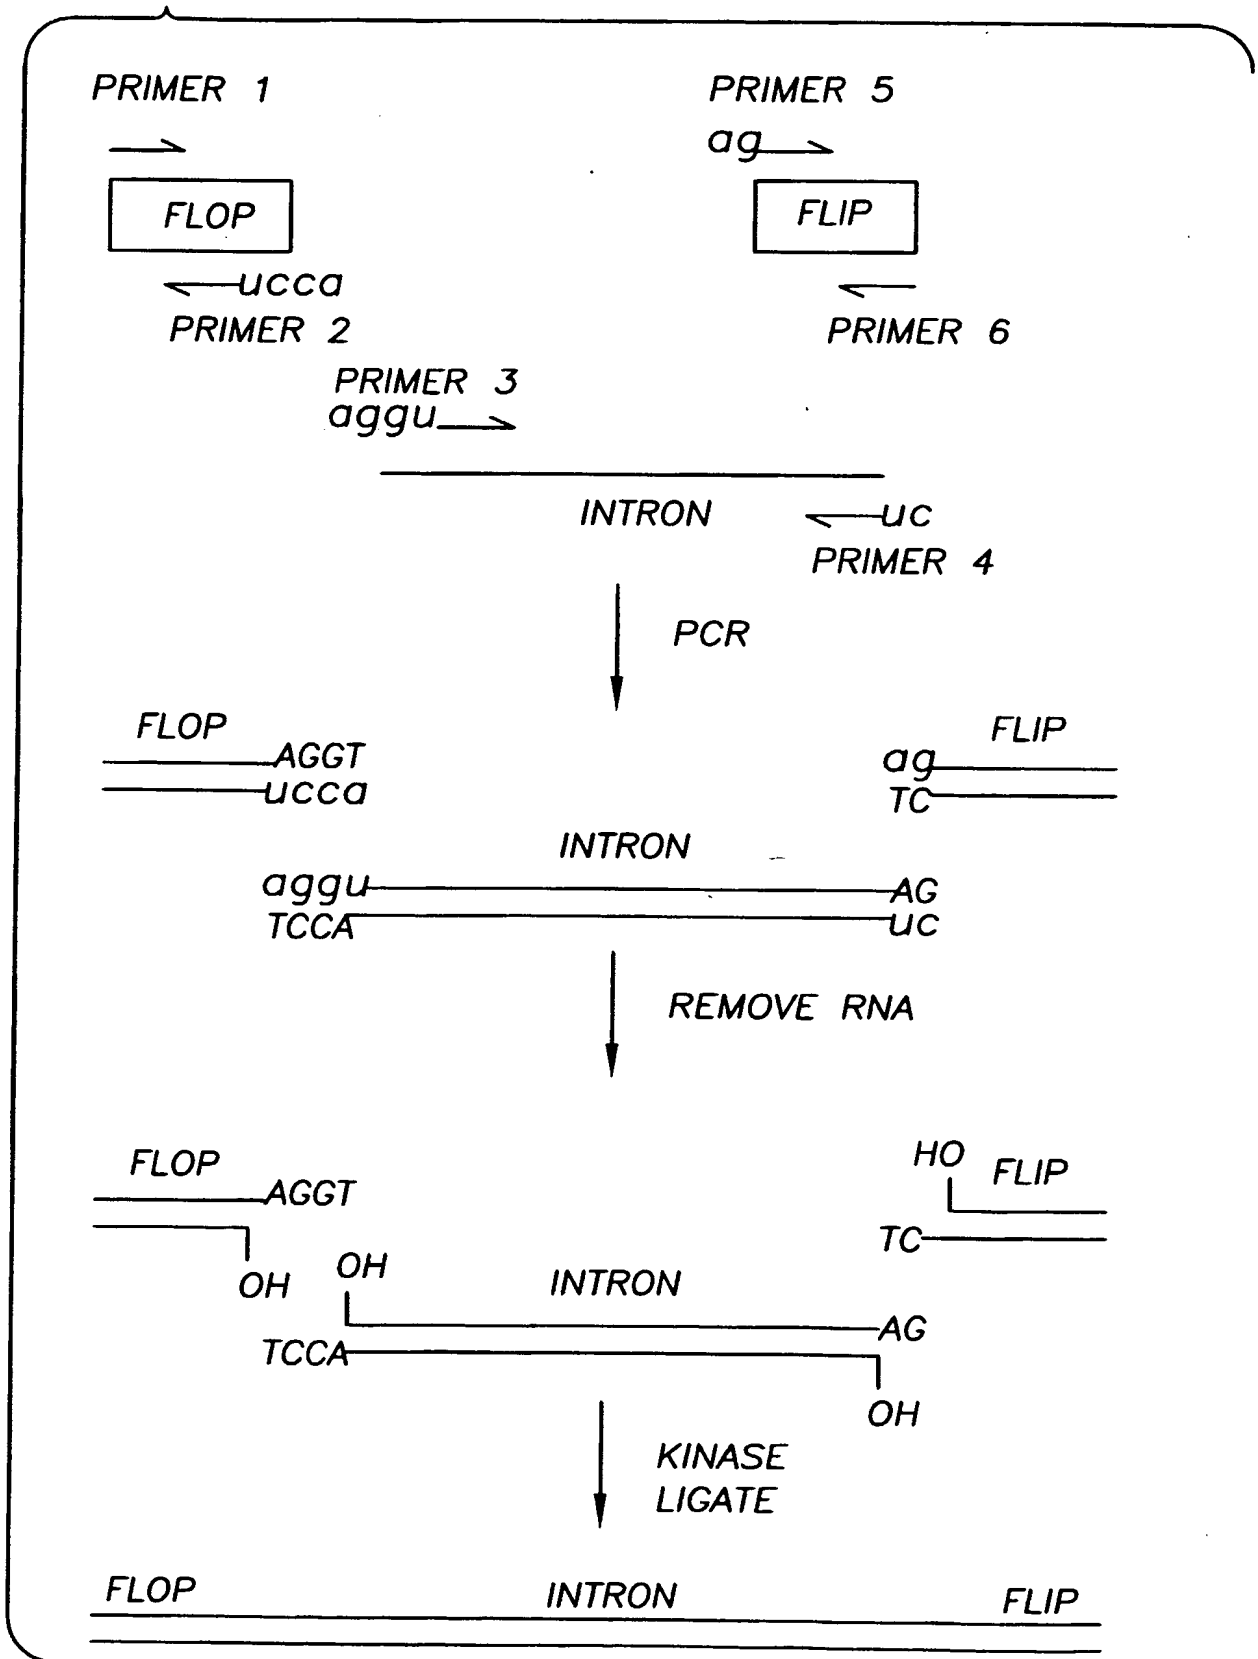 PRIMER 1
PRIMER 5
ag
FLOP
FLIP
ucca
PRIMER 2
PRIMER 6
PRIMER 3
aggu
INTRON
uc
PRIMER 4
PCR
FLOP
AGGT
ucca
FLIP
ag
TC
INTRON
aggu
AG
TCCA
uc
REMOVE RNA
FLOP
AGGT
OH
HO
FLIP
TC
OH
INTRON
AG
TCCA
OH
KINASE
LIGATE
FLOP
INTRON
FLIP